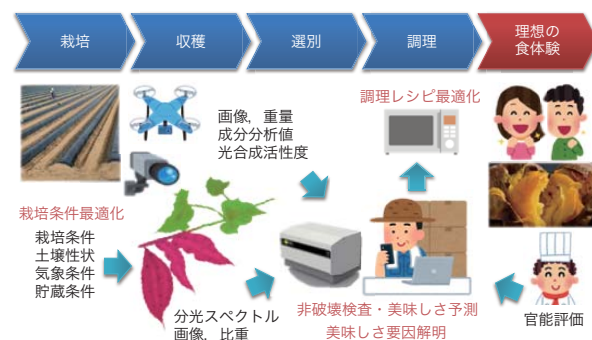 栽培
収穫
選別
調理
理想の
食体験
画像，重量
成分分析値
光合成活性度
調理レシピ最適化
栽培条件最適化
栽培条件
土壌性状
気象条件
貯蔵条件
分光スペクトル
画像，比重
非破壊検査・美味しさ予測
美味しさ要因解明
官能評価